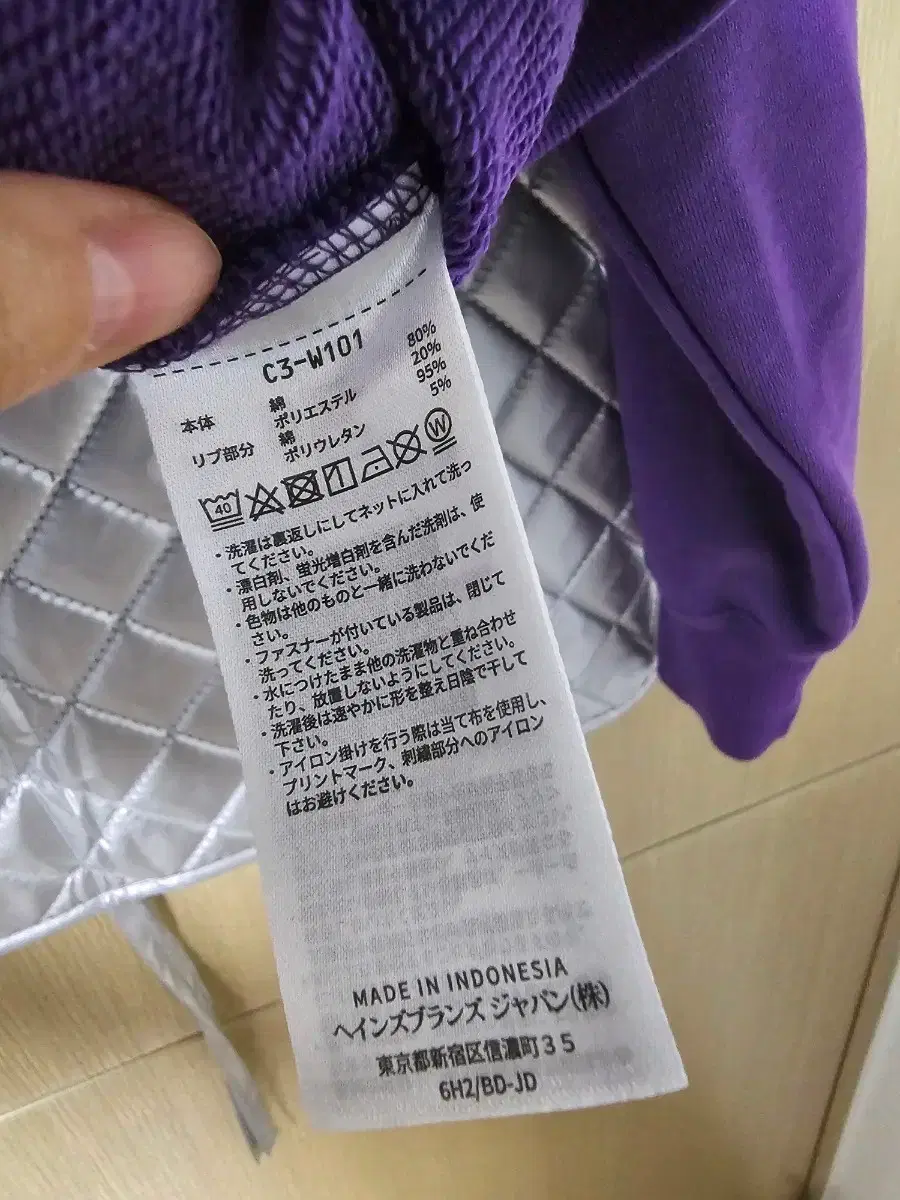 C3-W101
本体 綿 80%
ポリエステル 20%
リブ部分 綿 95%
ポリウレタン 5%
40 W
・洗濯は裏返しにしてネットに入れて洗っ
てください。
・漂白剤、蛍光増白剤を含んだ洗剤は、使
用しないでください。
・色物は他のものと一緒に洗わないでくだ
さい。
・ファスナーが付いている製品は、閉じて
洗ってください。
・水につけたまま他の洗濯物と重ね合わせ
たり、放置しないようにしてください。
・洗濯後は速やかに形を整え日陰で干して
下さい。
・アイロン掛けを行う際は当て布を使用し、
プリントマーク、刺繍部分へのアイロン
はお避けください。
MADE IN INDONESIA
ヘインズブランズ ジャパン(株)
東京都新宿区信濃町35
6H2/BD-JD